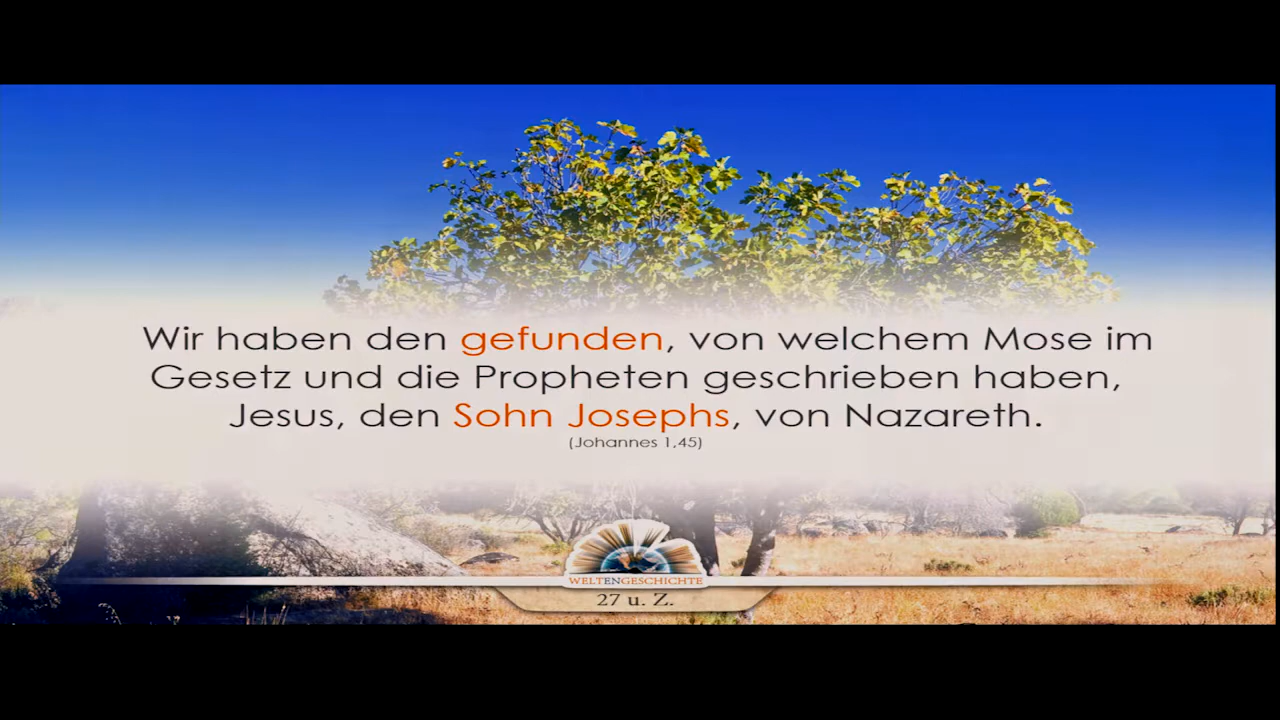 Wir haben den gefunden, von welchem Mose im
Gesetz und die Propheten geschrieben haben,
Jesus, den Sohn Josephs, von Nazareth.
(Johannes 1,45)
WELTENGESCHICHTE
27 u. Z.